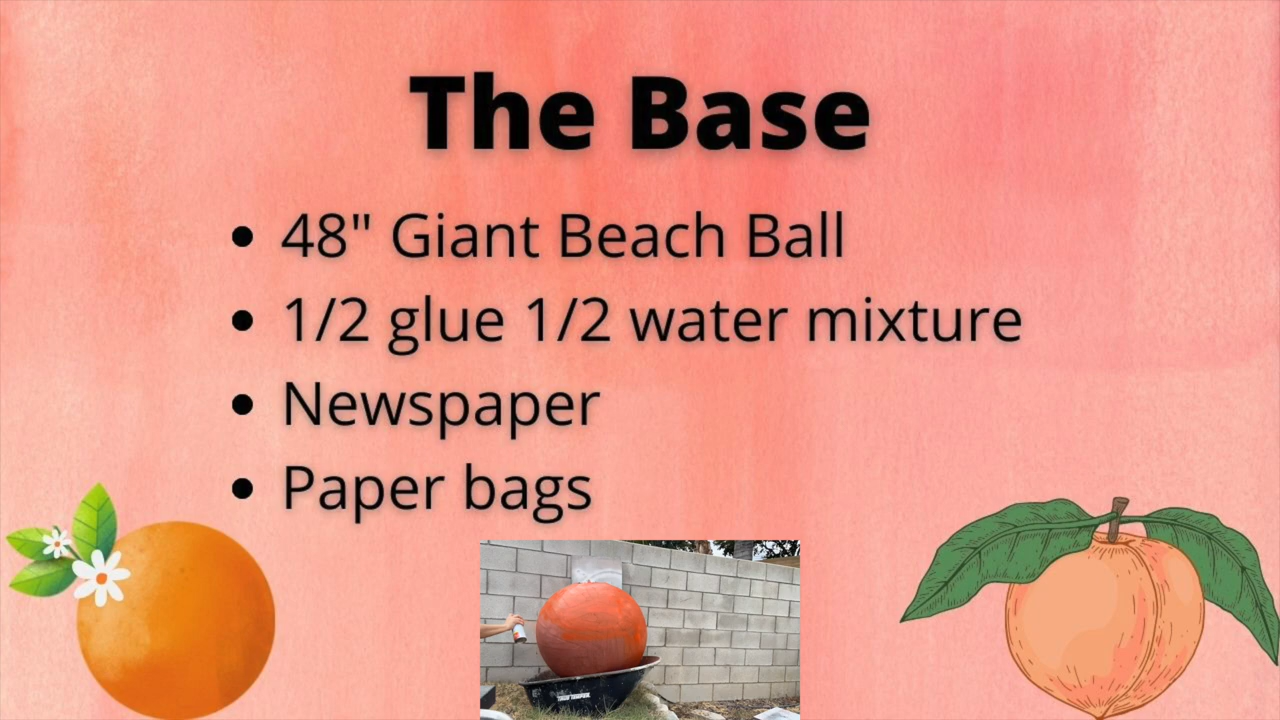 The Base
• 48" Giant Beach Ball
• 1/2 glue 1/2 water mixture
• Newspaper
• Paper bags